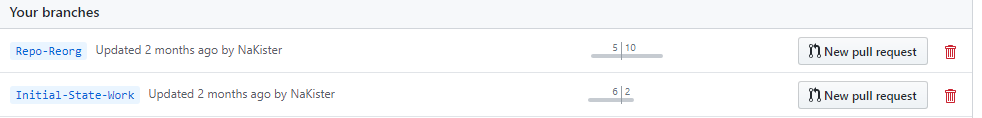 Your branches
Repo-Reorg Updated 2 months ago by NaKister 5 10 New pull request
Initial-State-Work Updated 2 months ago by NaKister 6 2 New pull request